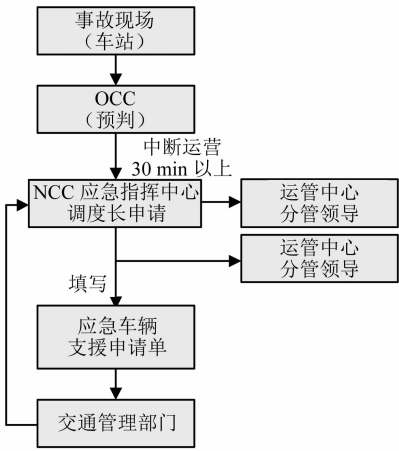 事故现场
（车站）
OCC
（预判）
中断运营
30 min 以上
NCC 应急指挥中心
调度长申请
运管中心
分管领导
运管中心
分管领导
填写
应急车辆
支援申请单
交通管理部门